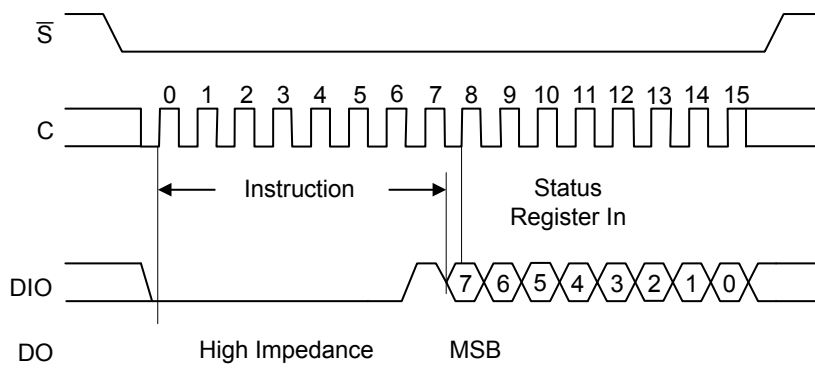 S
0 1 2 3 4 5 6 7 8 9 10 11 12 13 14 15
C
Instruction
Status
Register In
DIO
7 6 5 4 3 2 1 0
DO
High Impedance
MSB